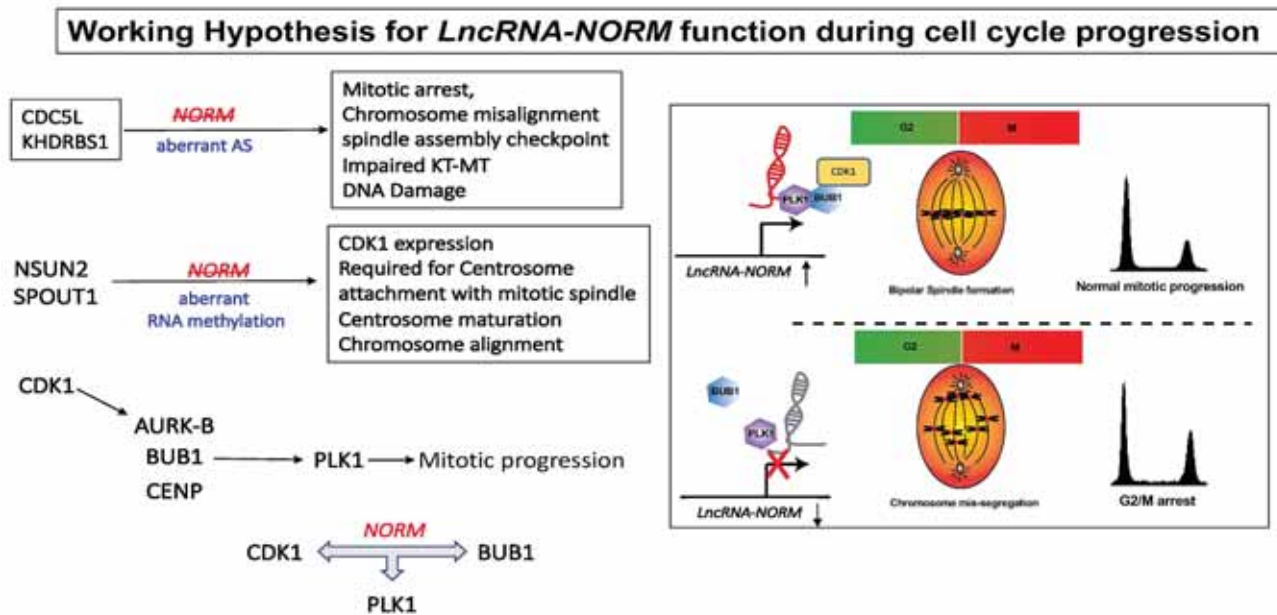 Working Hypothesis for LncRNA-NORM function during cell cycle progression
CDC5L
KHDRBS1
NORM
aberrant AS
Mitotic arrest,
Chromosome misalignment
spindle assembly checkpoint
Impaired KT-MT
DNA Damage
NSUN2
SPOUT1
NORM
aberrant
RNA methylation
CDK1 expression
Required for Centrosome
attachment with mitotic spindle
Centrosome maturation
Chromosome alignment
CDK1
AURK-B
BUB1
PLK1
Mitotic progression
CENP
NORM
CDK1
BUB1
PLK1
G2
M
CDK1
PLK1
BUB1
LncRNA-NORM
Bipolar Spindle formation
Normal mitotic progression
G2
M
BUB1
PLK1
LncRNA-NORM
Chromosome mis-segregation
G2/M arrest